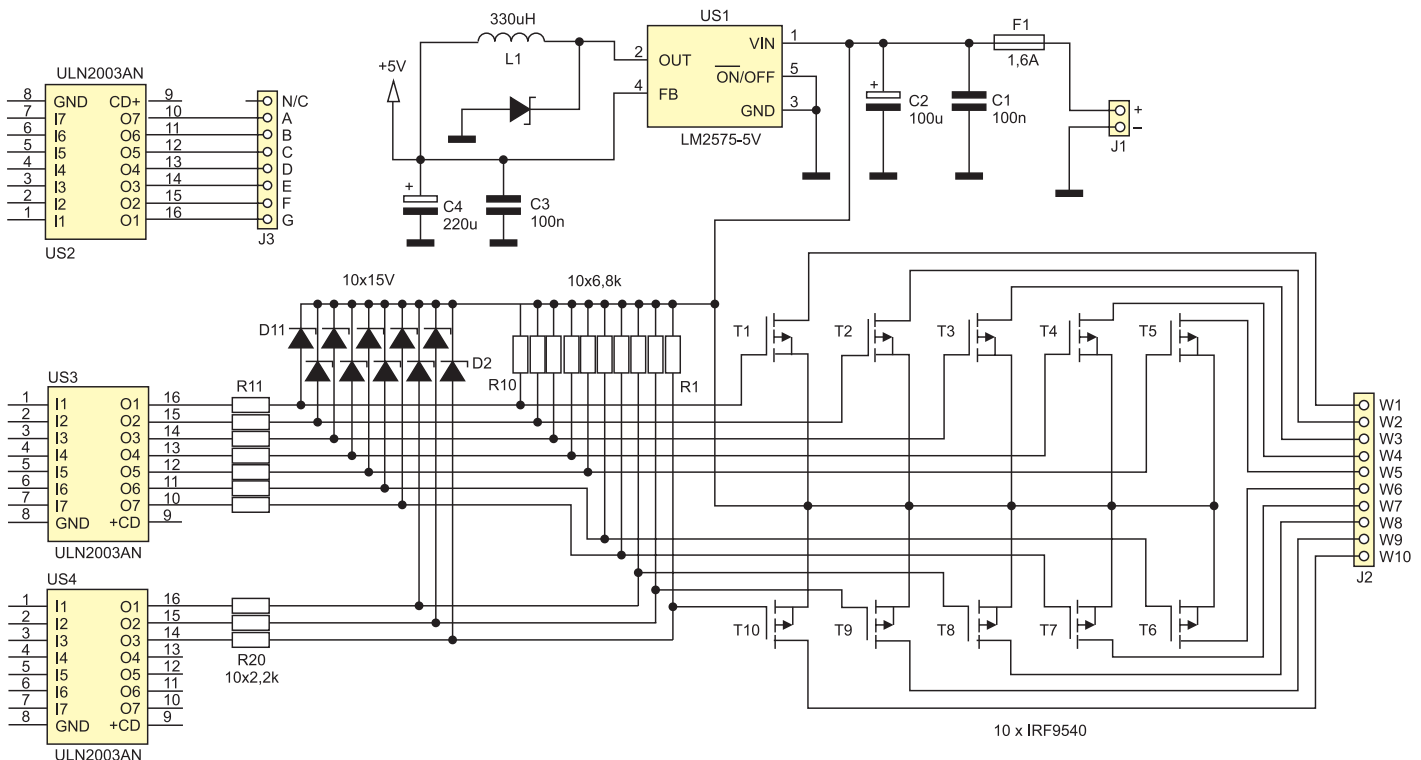 330uH
L1
+5V
US1
VIN
OUT
ON/OFF
FB
GND
LM2575-5V
2
4
1
5
3
F1
1,6A
+
C2
100u
C1
100n
+
–
J1
+
C4
220u
C3
100n
ULN2003AN
8 GND CD+ 9
7 I7 O7 10
6 I6 O6 11
5 I5 O5 12
4 I4 O4 13
3 I3 O3 14
2 I2 O2 15
1 I1 O1 16
US2
N/C
A
B
C
D
E
F
G
J3
10x15V
10x6,8k
D11
D2
R10
R1
T1
T2
T3
T4
T5
US3
1 I1 O1 16
2 I2 O2 15
3 I3 O3 14
4 I4 O4 13
5 I5 O5 12
6 I6 O6 11
7 I7 O7 10
8 GND +CD 9
ULN2003AN
R11
W1
W2
W3
W4
W5
W6
W7
W8
W9
W10
J2
US4
1 I1 O1 16
2 I2 O2 15
3 I3 O3 14
4 I4 O4 13
5 I5 O5 12
6 I6 O6 11
7 I7 O7 10
8 GND +CD 9
ULN2003AN
R20
10x2,2k
T10
T9
T8
T7
T6
10 x IRF9540